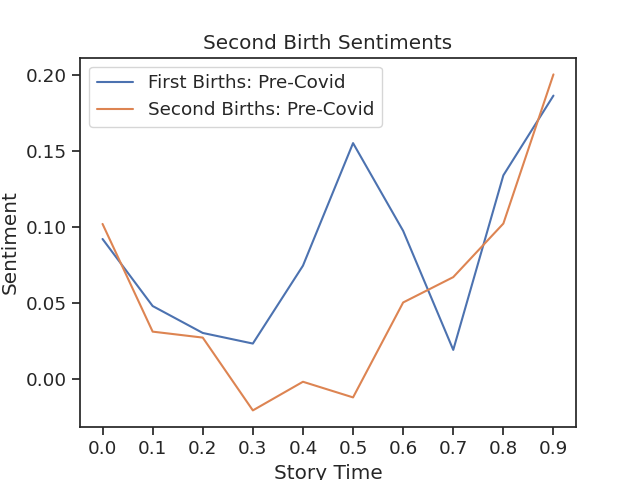 Second Birth Sentiments
First Births: Pre-Covid
Second Births: Pre-Covid
Sentiment
0.20
0.15
0.10
0.05
0.00
0.0 0.1 0.2 0.3 0.4 0.5 0.6 0.7 0.8 0.9
Story Time